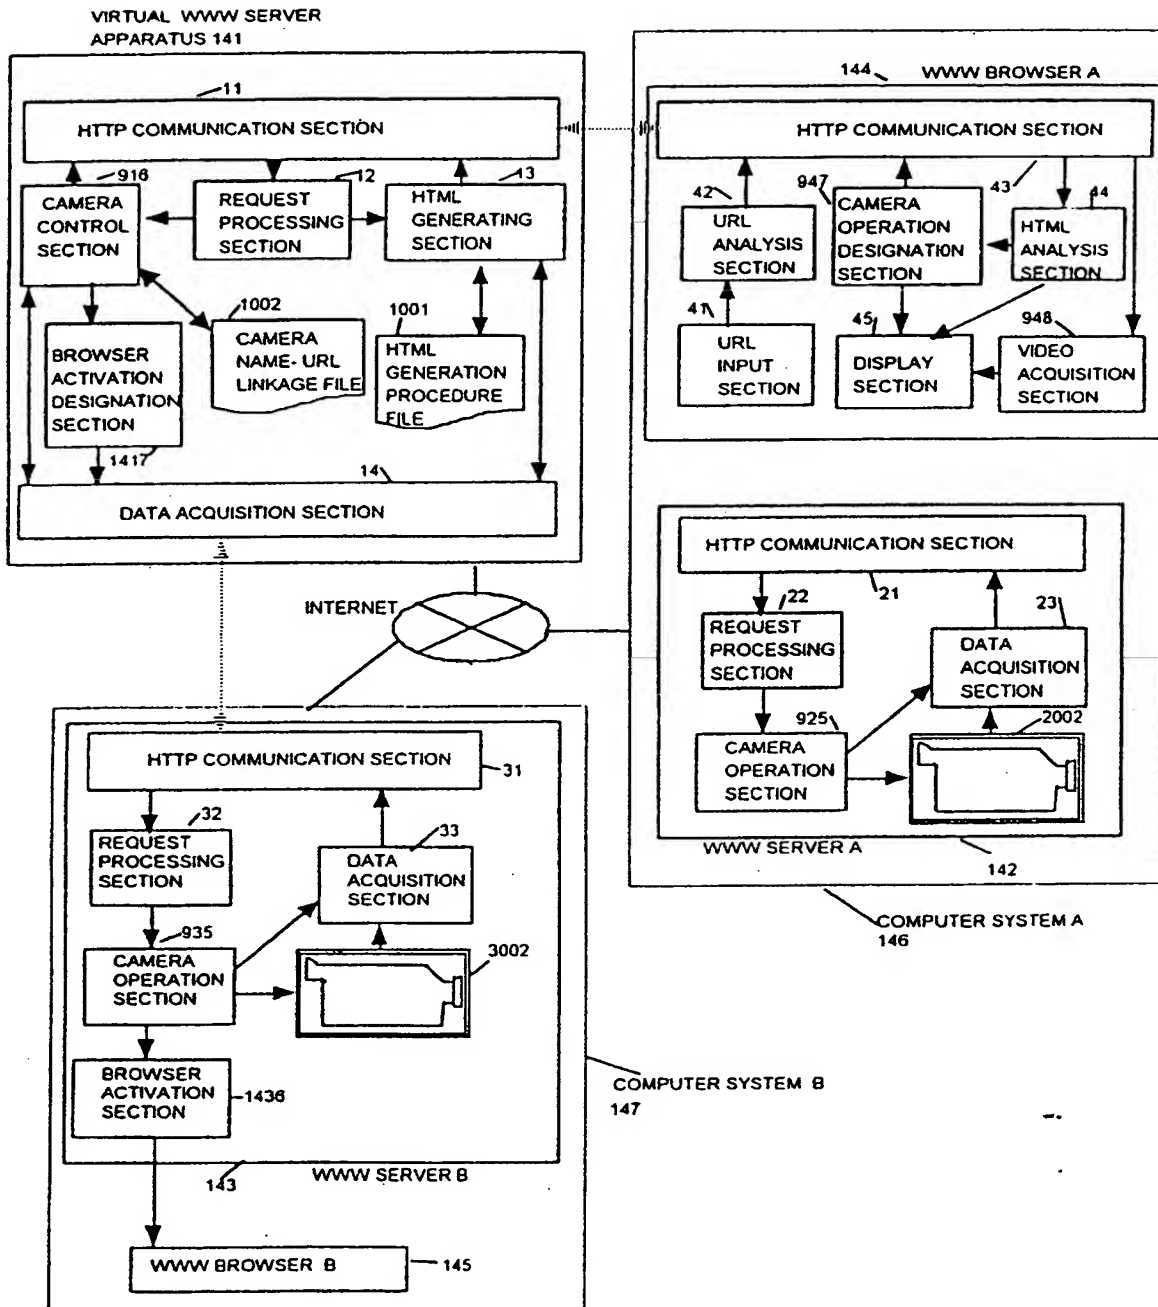 VIRTUAL WWW SERVER
APPARATUS 141
11
HTTP COMMUNICATION SECTION
916
CAMERA
CONTROL
SECTION
12
REQUEST
PROCESSING
SECTION
13
HTML
GENERATING
SECTION
1002
CAMERA
NAME- URL
LINKAGE FILE
1001
HTML
GENERATION
PROCEDURE
FILE
BROWSER
ACTIVATION
DESIGNATION
SECTION
1417
14
DATA ACQUISITION SECTION
144
WWW BROWSER A
HTTP COMMUNICATION SECTION
43
42
URL
ANALYSIS
SECTION
947
CAMERA
OPERATION
DESIGNATION
SECTION
44
HTML
ANALYSIS
SECTION
41
URL
INPUT
SECTION
45
DISPLAY
SECTION
948
VIDEO
ACQUISITION
SECTION
HTTP COMMUNICATION SECTION
21
22
REQUEST
PROCESSING
SECTION
23
DATA
ACQUISITION
SECTION
925
CAMERA
OPERATION
SECTION
2002
WWW SERVER A
142
COMPUTER SYSTEM A
146
INTERNET
HTTP COMMUNICATION SECTION
31
32
REQUEST
PROCESSING
SECTION
33
DATA
ACQUISITION
SECTION
935
CAMERA
OPERATION
SECTION
3002
BROWSER
ACTIVATION
SECTION
1436
143
WWW SERVER B
COMPUTER SYSTEM B
147
WWW BROWSER B
145